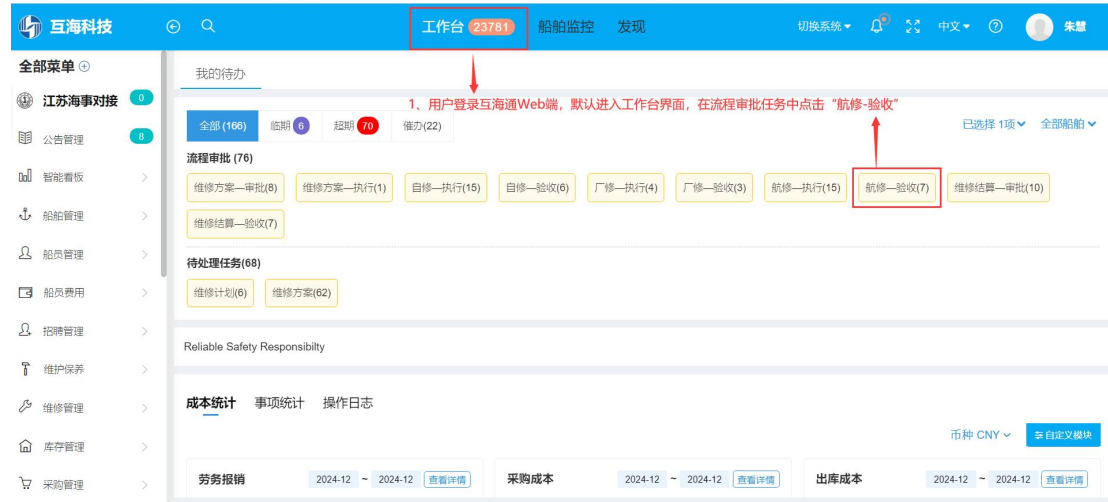 互海科技 工作台 23781 船舶监控 发现 切换系统 中文 朱慧
全部菜单
我的待办
江苏海事对接 0
1、用户登录互海通Web端，默认进入工作台界面，在流程审批任务中点击“航修-验收”
公告管理 8
全部 (166) 临期 6 超期 70 催办(22) 已选择 1项 全部船舶
流程审批 (76)
智能看板
维修方案—审批(8) 维修方案—执行(1) 自修—执行(15) 自修—验收(6) 厂修—执行(4) 厂修—验收(3) 航修—执行(15) 航修—验收(7) 维修结算—审批(10)
船舶管理
维修结算—验收(7)
船员管理
待处理任务(68)
船员费用
维修计划(6) 维修方案(62)
招聘管理
Reliable Safety Responsibilty
维护保养
维修管理
成本统计 事项统计 操作日志
币种 CNY 自定义模块
库存管理
采购管理
劳务报销 2024-12 ~ 2024-12 查看详情 采购成本 2024-12 ~ 2024-12 查看详情 出库成本 2024-12 ~ 2024-12 查看详情